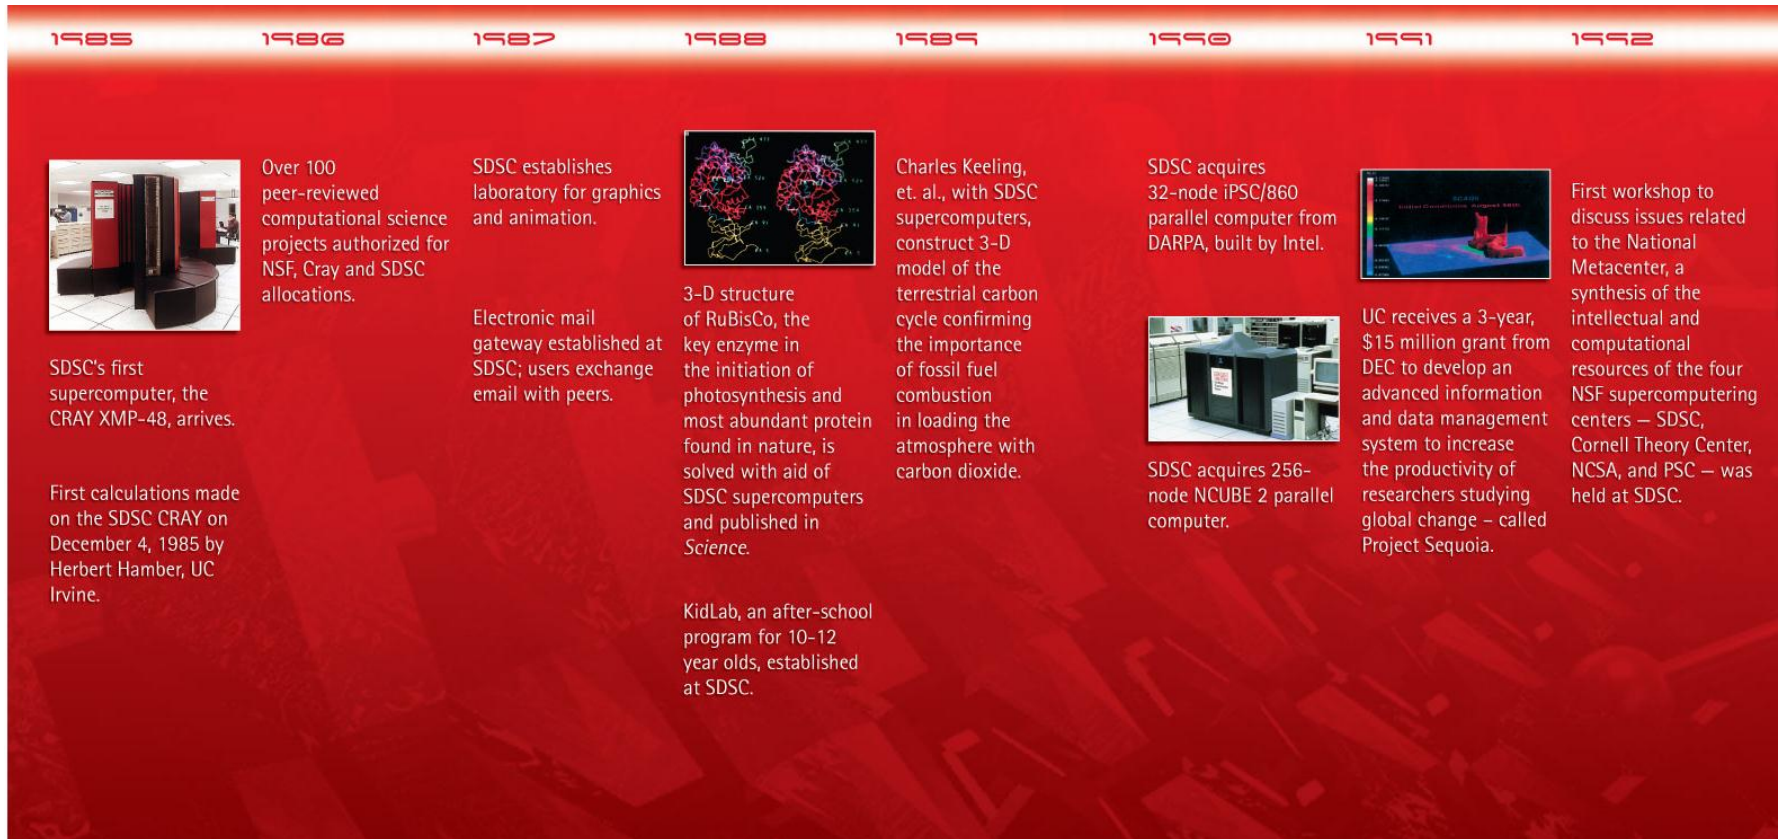 1985
1986
1987
1988
1989
1990
1991
1992
SDSC's first
supercomputer, the
CRAY XMP-48, arrives.
First calculations made
on the SDSC CRAY on
December 4, 1985 by
Herbert Hamber, UC
Irvine.
Over 100
peer-reviewed
computational science
projects authorized for
NSF, Cray and SDSC
allocations.
SDSC establishes
laboratory for graphics
and animation.
Electronic mail
gateway established at
SDSC; users exchange
email with peers.
3-D structure
of RuBisCo, the
key enzyme in
the initiation of
photosynthesis and
most abundant protein
found in nature, is
solved with aid of
SDSC supercomputers
and published in
Science.
KidLab, an after-school
program for 10-12
year olds, established
at SDSC.
Charles Keeling,
et. al., with SDSC
supercomputers,
construct 3-D
model of the
terrestrial carbon
cycle confirming
the importance
of fossil fuel
combustion
in loading the
atmosphere with
carbon dioxide.
SDSC acquires
32-node iPSC/860
parallel computer from
DARPA, built by Intel.
SDSC acquires 256-
node NCUBE 2 parallel
computer.
UC receives a 3-year,
$15 million grant from
DEC to develop an
advanced information
and data management
system to increase
the productivity of
researchers studying
global change – called
Project Sequoia.
First workshop to
discuss issues related
to the National
Metacenter, a
synthesis of the
intellectual and
computational
resources of the four
NSF supercomputering
centers — SDSC,
Cornell Theory Center,
NCSA, and PSC — was
held at SDSC.